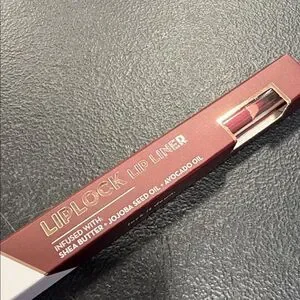 LIPLOCK LIP LINER
INFUSED WITH:
SHEA BUTTER • JOJOBA SEED OIL • AVOCADO OIL